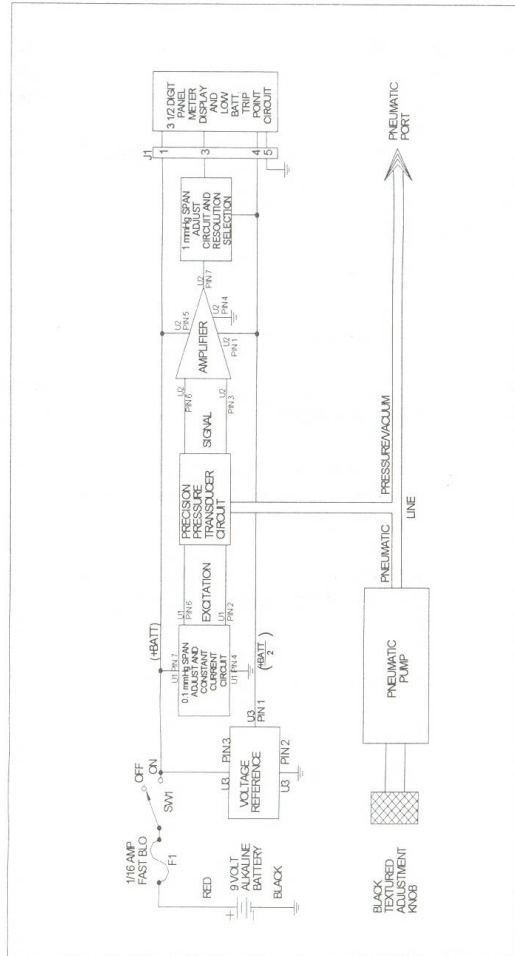 1/16 AMP
FAST BLO
F1
OFF
ON
SW1
RED
9 VOLT
ALKALINE
BATTERY
BLACK
+
U3
PIN 3
VOLTAGE
REFERENCE
U3
PIN 2
U3
PIN 1
(+BATT)
(+BATT
2)
U1 PIN 7
0.1 mmHg SPAN
ADJUST AND
CONSTANT
CURRENT
CIRCUIT
U1 PIN 4
U1
PIN 6
EXCITATION
U1
PIN 2
PRECISION
PRESSURE
TRANSDUCER
CIRCUIT
U2
PIN 6
SIGNAL
U2
PIN 3
U2
PIN 5
AMPLIFIER
U2
PIN 1
U2
PIN 4
U2
PIN 7
1 mmHg SPAN
ADJUST
CIRCUIT AND
RESOLUTION
SELECTION
J1
1
3
4
5
3 1/2 DIGIT
PANEL
METER
DISPLAY
AND
LOW
BATT.
TRIP
POINT
CIRCUIT
BLACK
TEXTURED
ADJUSTMENT
KNOB
PNEUMATIC
PUMP
PNEUMATIC
LINE
PRESSURE/VACUUM
PNEUMATIC
PORT